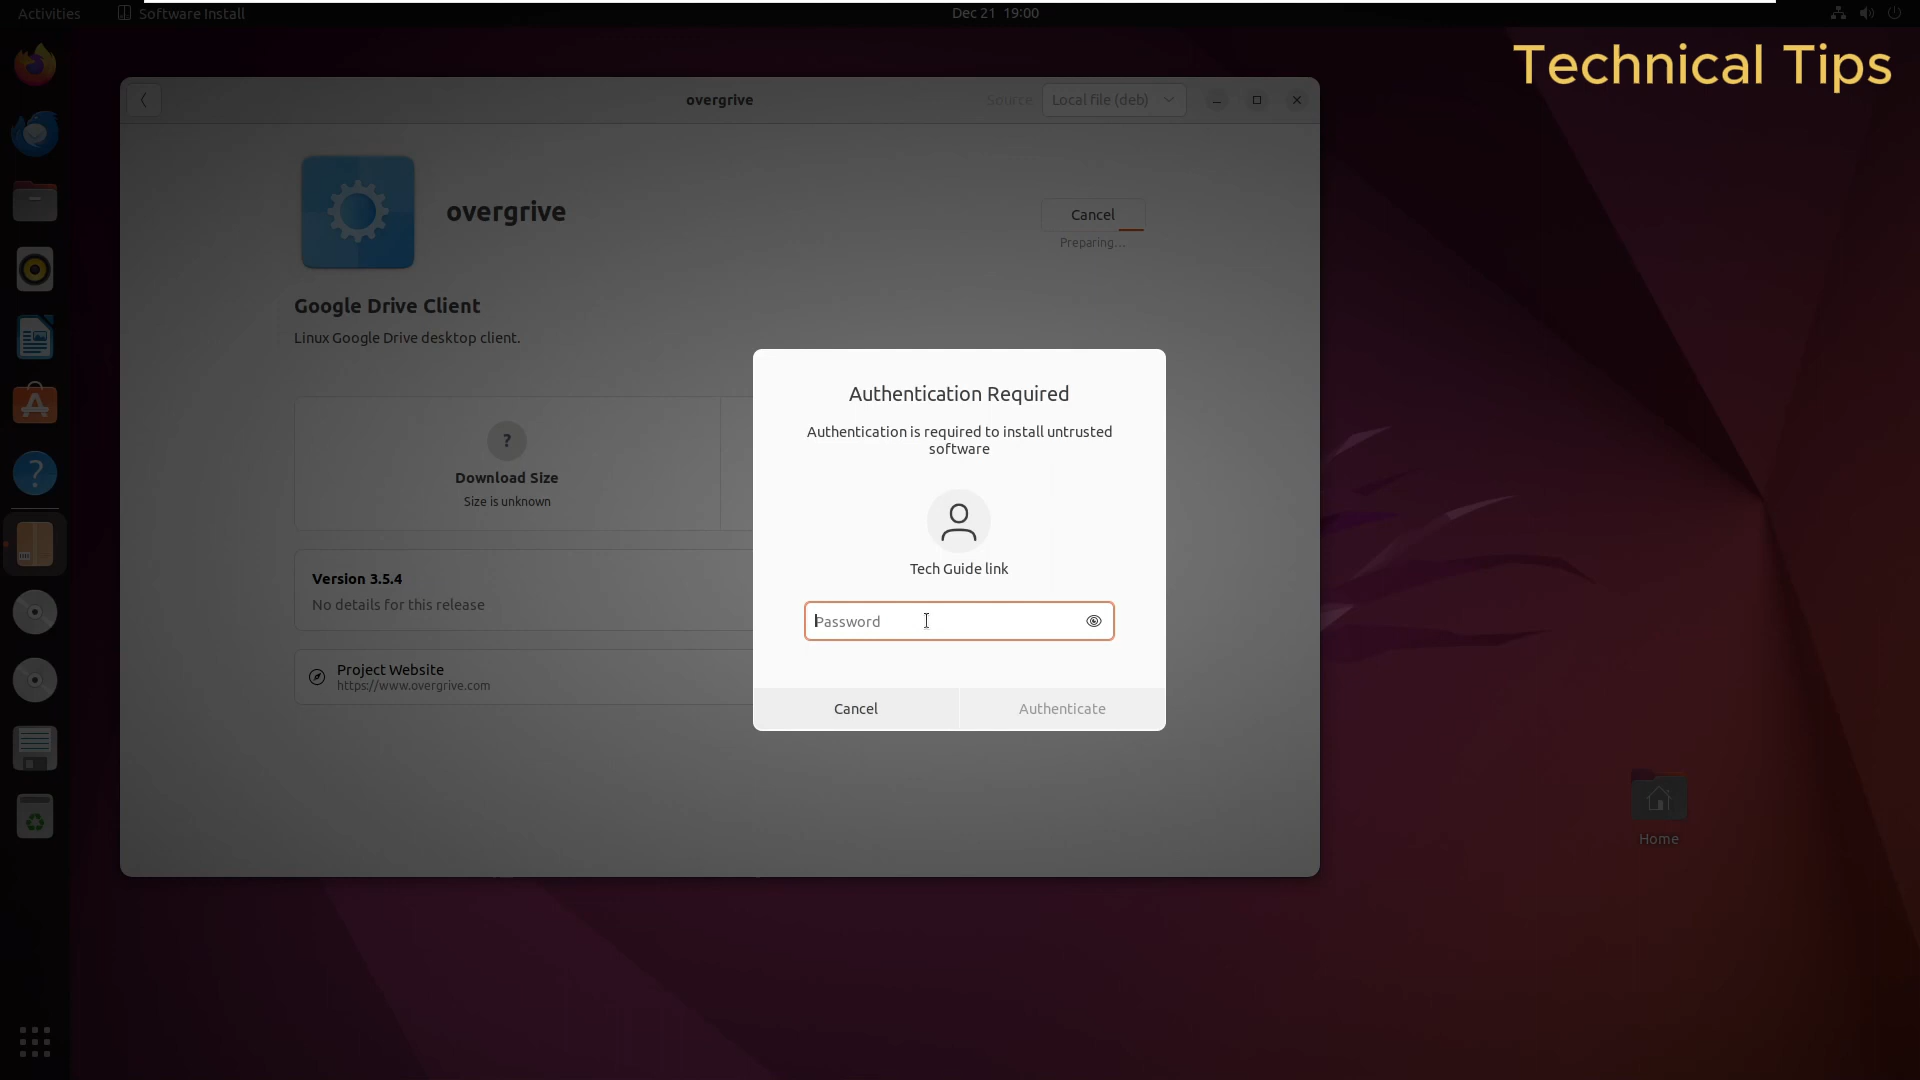 Activities
Software Install
Dec 21 19:00
Technical Tips
overgrive
Source
Local file (deb)
overgrive
Cancel
Preparing...
Google Drive Client
Linux Google Drive desktop client.
?
Download Size
Size is unknown
Version 3.5.4
No details for this release
Project Website
https://www.overgrive.com
Authentication Required
Authentication is required to install untrusted
software
Tech Guide link
Password
Cancel
Authenticate
Home